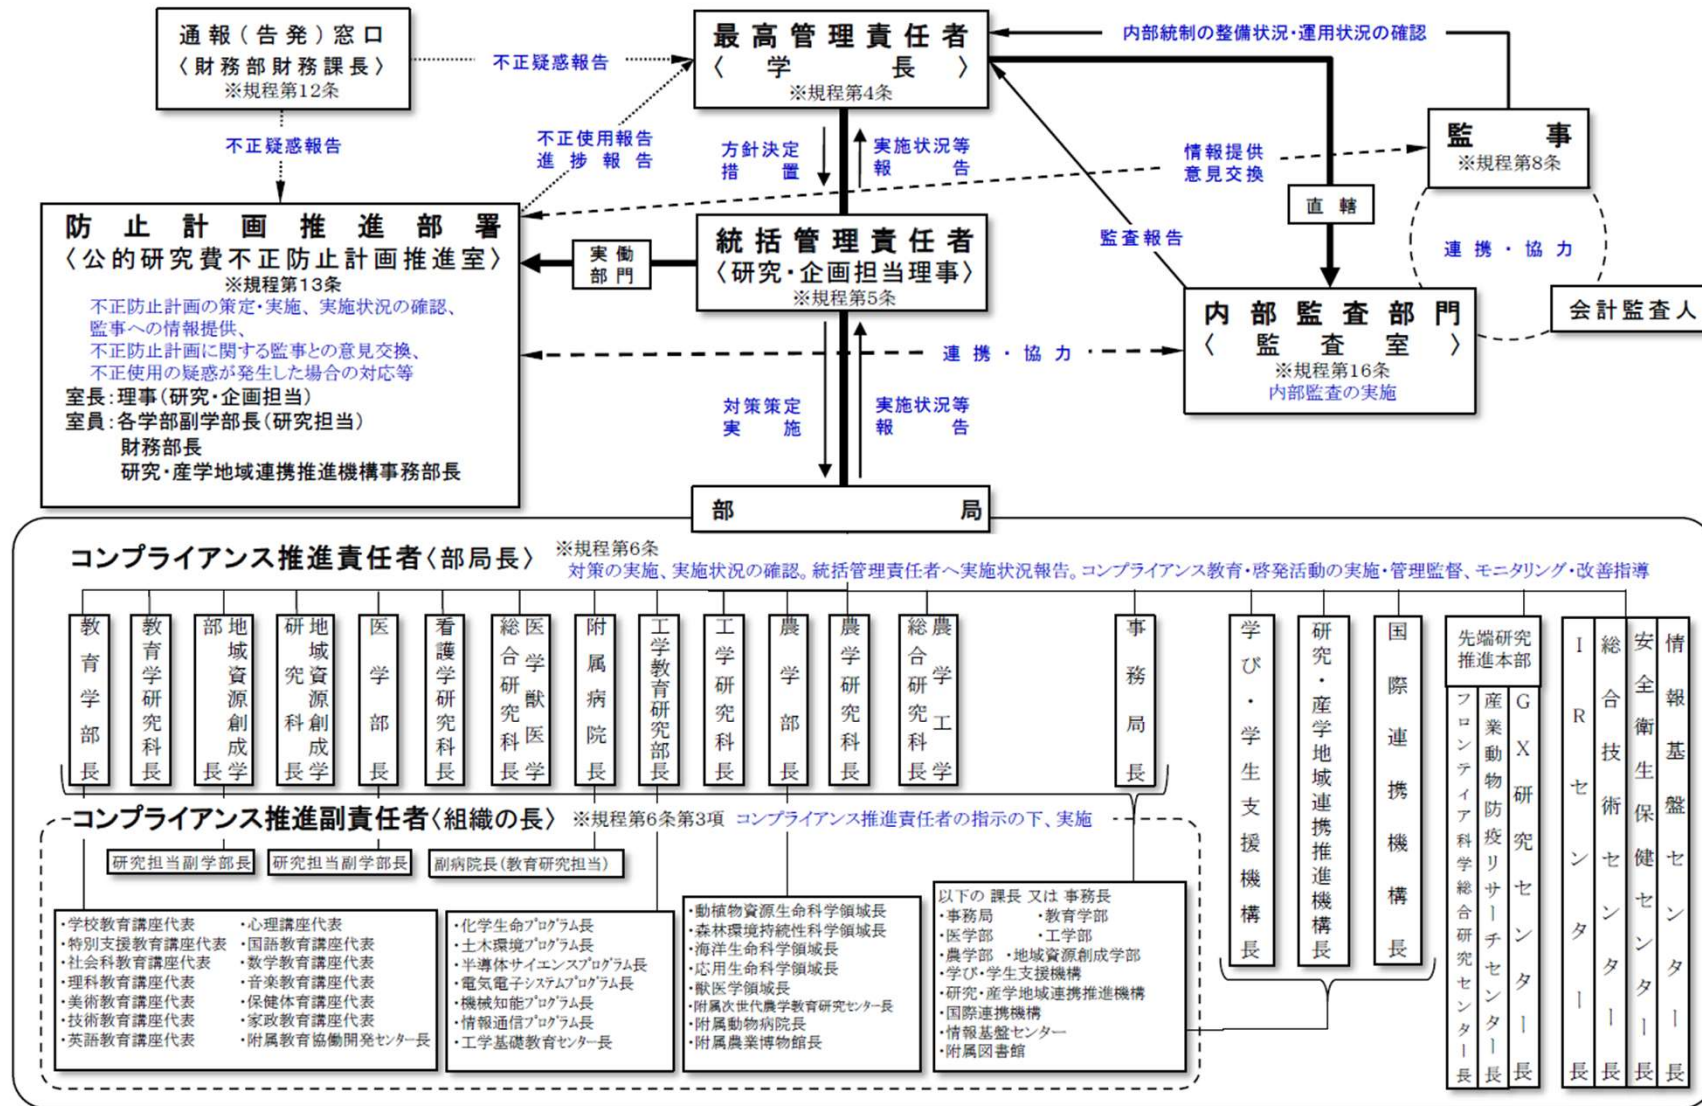 通報(告発)窓口
〈財務部財務課長〉
※規程第12条
不正疑惑報告
最高管理責任者
〈学長〉
※規程第4条
内部統制の整備状況・運用状況の確認
不正疑惑報告
不正使用報告
進捗報告
方針決定
措置
実施状況等
報告
情報提供
意見交換
監事
※規程第8条
直轄
防止計画推進部署
〈公的研究費不正防止計画推進室〉
※規程第13条
不正防止計画の策定・実施、実施状況の確認、
監事への情報提供、
不正防止計画に関する監事との意見交換、
不正使用の疑惑が発生した場合の対応等
室長:理事(研究・企画担当)
室員:各学部副学部長(研究担当)
財務部長
研究・産学地域連携推進機構事務部長
実働
部門
統括管理責任者
〈研究・企画担当理事〉
※規程第5条
監査報告
連携・協力
会計監査人
内部監査部門
〈監査室〉
※規程第16条
内部監査の実施
連携・協力
対策策定
実施
実施状況等
報告
部局
コンプライアンス推進責任者〈部局長〉
※規程第6条
対策の実施、実施状況の確認。統括管理責任者へ実施状況報告。コンプライアンス教育・啓発活動の実施・管理監督、モニタリング・改善指導
教育学部長
教育学研究科長
地域資源創成学
部長
地域資源創成学
研究科長
医学部長
看護学研究科長
医学獣医学
総合研究科長
附属病院長
工学教育研究部長
工学研究科長
農学部長
農学研究科長
農学工学
総合研究科長
事務局長
学び・学生支援機構長
研究・産学地域連携推進機構長
国際連携機構長
先端研究
推進本部
フロンティア科学総合研究センター長
産業動物防疫リサーチセンター長
GX研究センター長
IRセンター長
総合技術センター長
安全衛生保健センター長
情報基盤センター長
コンプライアンス推進副責任者〈組織の長〉
※規程第6条第3項 コンプライアンス推進責任者の指示の下、実施
研究担当副学部長
研究担当副学部長
副病院長(教育研究担当)
・学校教育講座代表
・特別支援教育講座代表
・社会科教育講座代表
・理科教育講座代表
・美術教育講座代表
・技術教育講座代表
・英語教育講座代表
・心理講座代表
・国語教育講座代表
・数学教育講座代表
・音楽教育講座代表
・保健体育講座代表
・家政教育講座代表
・附属教育協働開発センター長
・化学生命プログラム長
・土木環境プログラム長
・半導体サイエンスプログラム長
・電気電子システムプログラム長
・機械知能プログラム長
・情報通信プログラム長
・工学基礎教育センター長
・動植物資源生命科学領域長
・森林環境持続性科学領域長
・海洋生命科学領域長
・応用生命科学領域長
・獣医学領域長
・附属次世代農学教育研究センター長
・附属動物病院長
・附属農業博物館長
以下の 課長 又は 事務長
・事務局 ・教育学部
・医学部 ・工学部
・農学部 ・地域資源創成学部
・学び・学生支援機構
・研究・産学地域連携推進機構
・国際連携機構
・情報基盤センター
・附属図書館